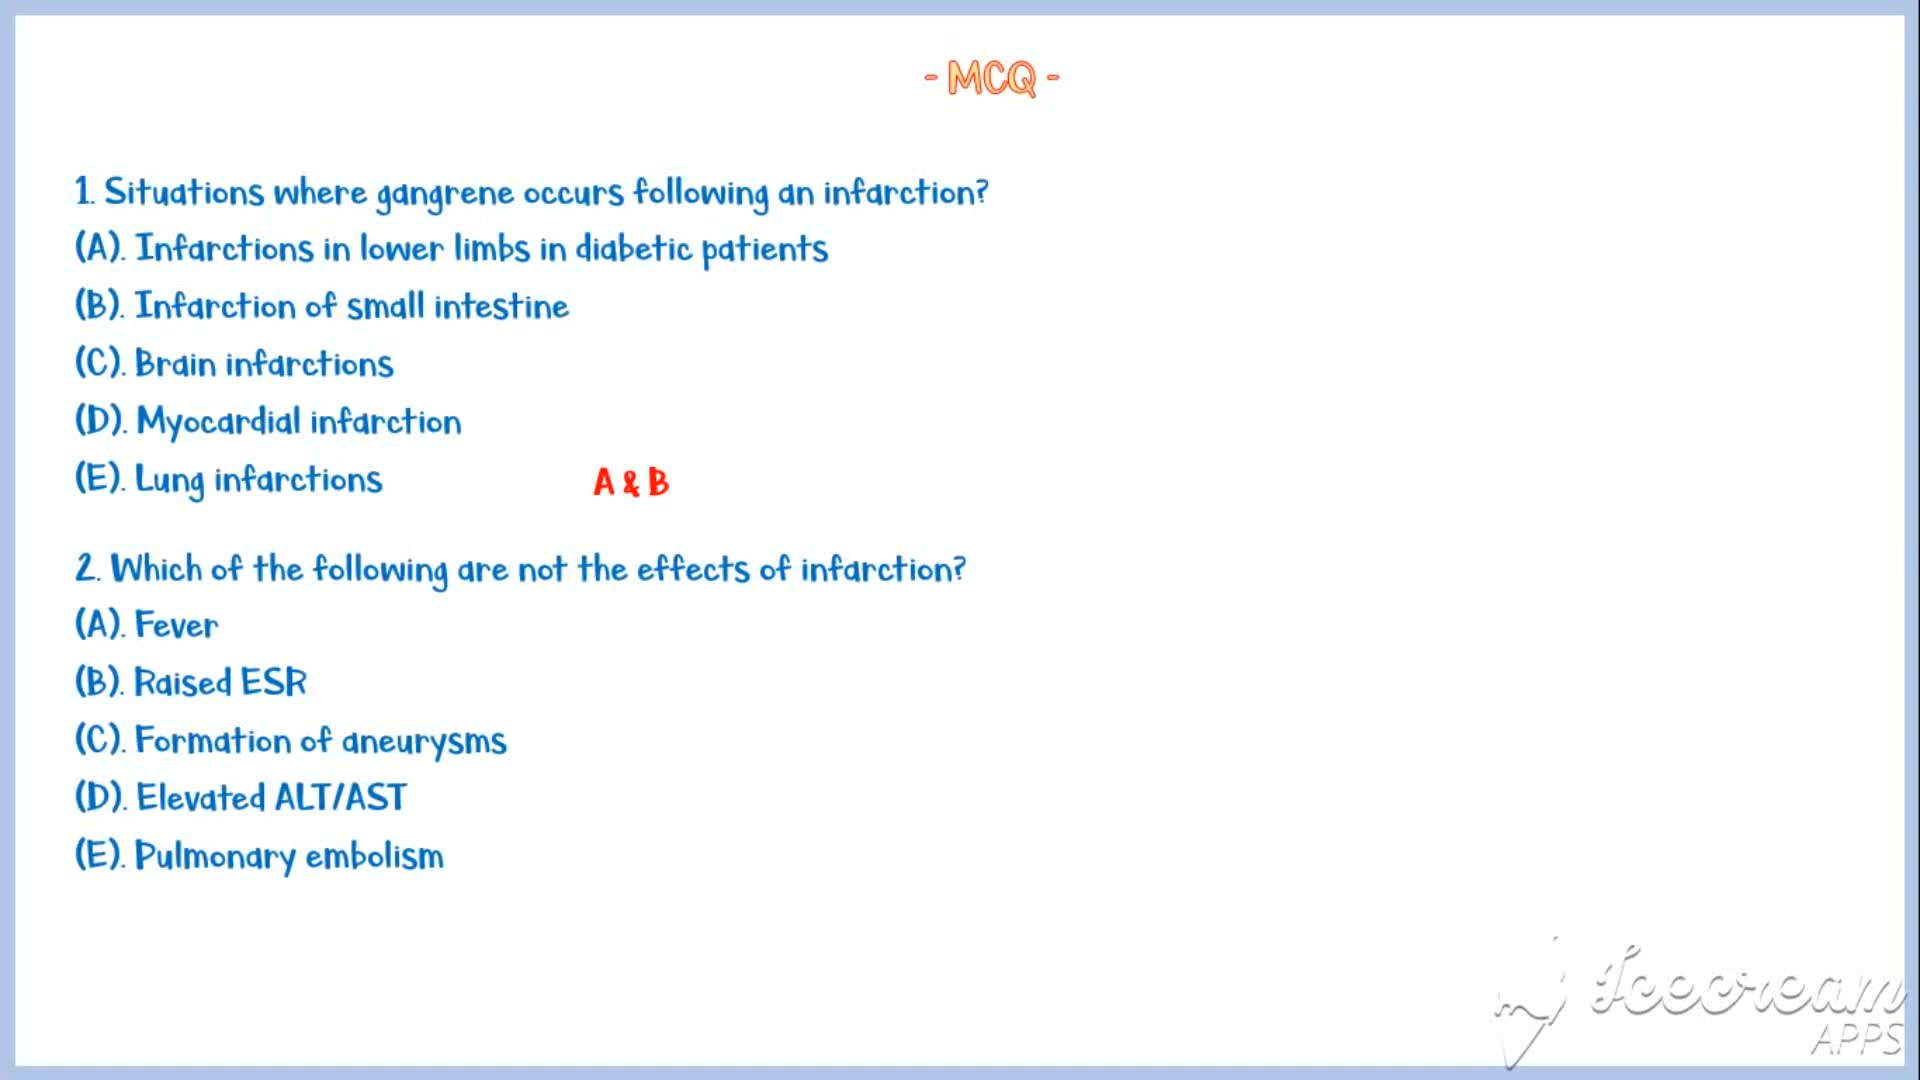 - MCQ -
1. Situations where gangrene occurs following an infarction?
(A). Infarctions in lower limbs in diabetic patients
(B). Infarction of small intestine
(C). Brain infarctions
(D). Myocardial infarction
(E). Lung infarctions A & B
2. Which of the following are not the effects of infarction?
(A). Fever
(B). Raised ESR
(C). Formation of aneurysms
(D). Elevated ALT/AST
(E). Pulmonary embolism
Icecream
APPS